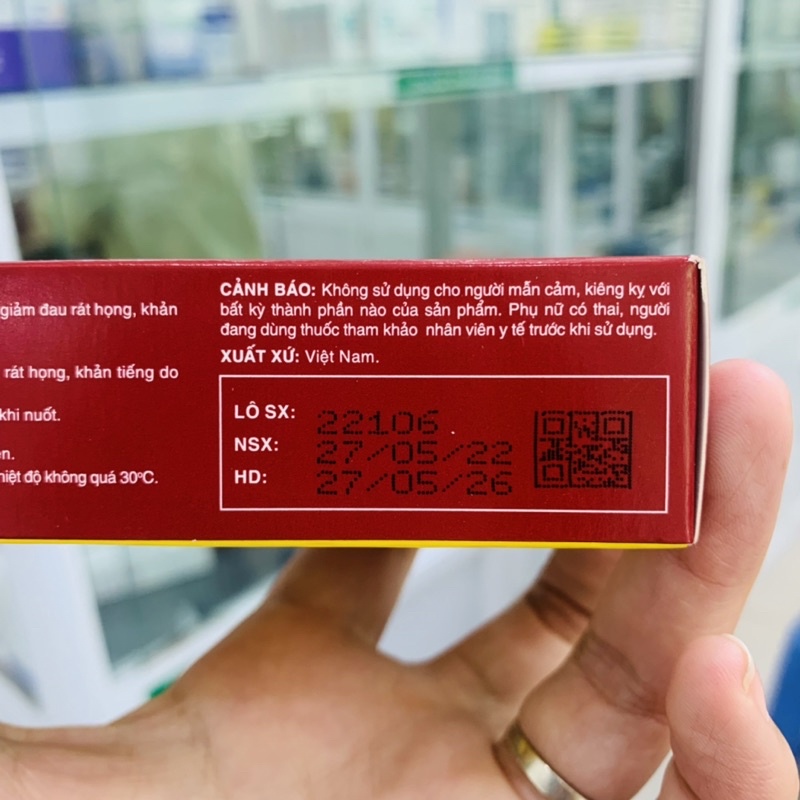 giảm đau rát họng, khản
rát họng, khản tiếng do
khi nuốt.
nhiệt độ không quá 30°C.
CẢNH BÁO: Không sử dụng cho người mẫn cảm, kiêng kỵ với
bất kỳ thành phần nào của sản phẩm. Phụ nữ có thai, người
đang dùng thuốc tham khảo nhân viên y tế trước khi sử dụng.
XUẤT XỨ: Việt Nam.
LÔ SX: 22106
NSX: 27/05/22
HD: 27/05/26